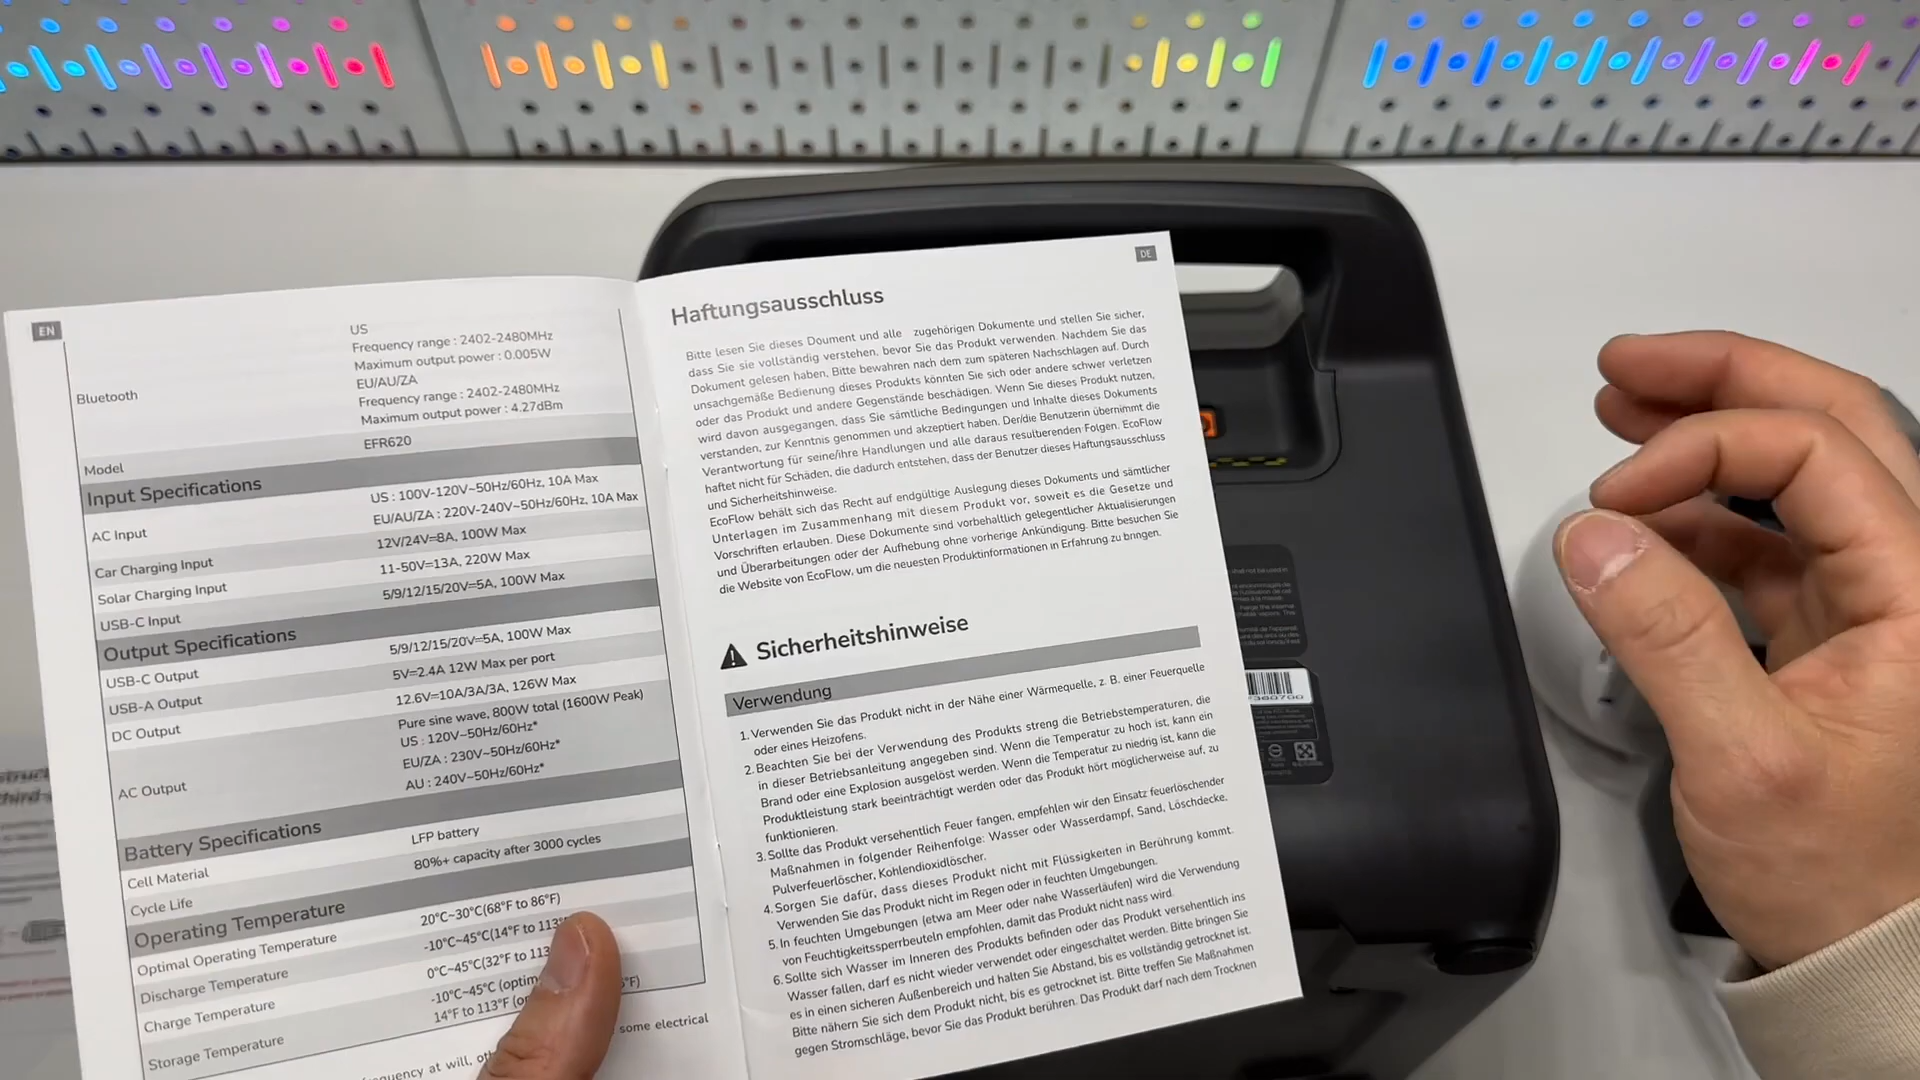 EN
Bluetooth
US
Frequency range : 2402-2480MHz
Maximum output power : 0.005W
EU/AU/ZA
Frequency range : 2402-2480MHz
Maximum output power : 4.27dBm
Model
EFR620
Input Specifications
AC Input
US : 100V-120V~50Hz/60Hz, 10A Max
EU/AU/ZA : 220V-240V~50Hz/60Hz, 10A Max
Car Charging Input
12V/24V⎓8A, 100W Max
Solar Charging Input
11-50V⎓13A, 220W Max
USB-C Input
5/9/12/15/20V⎓5A, 100W Max
Output Specifications
USB-C Output
5/9/12/15/20V⎓5A, 100W Max
USB-A Output
5V⎓2.4A 12W Max per port
DC Output
12.6V⎓10A/3A/3A, 126W Max
AC Output
Pure sine wave, 800W total (1600W Peak)
US : 120V~50Hz/60Hz*
EU/ZA : 230V~50Hz/60Hz*
AU : 240V~50Hz/60Hz*
Battery Specifications
Cell Material
LFP battery
Cycle Life
80%+ capacity after 3000 cycles
Operating Temperature
Optimal Operating Temperature
20°C~30°C(68°F to 86°F)
Discharge Temperature
-10°C~45°C(14°F to 113°
Charge Temperature
0°C~45°C(32°F to 113
Storage Temperature
-10°C~45°C (optim
14°F to 113°F (op
some electrical
at will,
DE
Haftungsausschluss
Bitte lesen Sie dieses Doument und alle zugehörigen Dokumente und stellen Sie sicher,
dass Sie sie vollständig verstehen, bevor Sie das Produkt verwenden. Nachdem Sie das
Dokument gelesen haben, Bitte bewahren nach dem zum späteren Nachschlagen auf. Durch
unsachgemäße Bedienung dieses Produkts könnten Sie sich oder andere schwer verletzen
oder das Produkt und andere Gegenstände beschädigen. Wenn Sie dieses Produkt nutzen,
wird davon ausgegangen, dass Sie sämtliche Bedingungen und Inhalte dieses Dokuments
verstanden, zur Kenntnis genommen und akzeptiert haben. Der/die Benutzerin übernimmt die
Verantwortung für seine/ihre Handlungen und alle daraus resulberenden Folgen. EcoFlow
haftet nicht für Schäden, die dadurch entstehen, dass der Benutzer dieses Haftungsausschluss
und Sicherheitshinweise.
EcoFlow behält sich das Recht auf endgültige Auslegung dieses Dokuments und sämtlicher
Unterlagen im Zusammenhang mit diesem Produkt vor, soweit es die Gesetze und
Vorschriften erlauben. Diese Dokumente sind vorbehaltlich gelegentlicher Aktualisierungen
und Überarbeitungen oder der Aufhebung ohne vorherige Ankündigung. Bitte besuchen Sie
die Website von EcoFlow, um die neuesten Produktinformationen in Erfahrung zu bringen.
Sicherheitshinweise
Verwendung
1. Verwenden Sie das Produkt nicht in der Nähe einer Wärmequelle, z. B. einer Feuerquelle
oder eines Heizofens.
2. Beachten Sie bei der Verwendung des Produkts streng die Betriebstemperaturen, die
in dieser Betriebsanleitung angegeben sind. Wenn die Temperatur zu hoch ist, kann ein
Brand oder eine Explosion ausgelöst werden. Wenn die Temperatur zu niedrig ist, kann die
Produktleistung stark beeinträchtigt werden oder das Produkt hört möglicherweise auf, zu
funktionieren.
3. Sollte das Produkt versehentlich Feuer fangen, empfehlen wir den Einsatz feuerlöschender
Maßnahmen in folgender Reihenfolge: Wasser oder Wasserdampf, Sand, Löschdecke,
Pulverfeuerlöscher, Kohlendioxidlöscher.
4. Sorgen Sie dafür, dass dieses Produkt nicht mit Flüssigkeiten in Berührung kommt.
Verwenden Sie das Produkt nicht im Regen oder in feuchten Umgebungen.
5. In feuchten Umgebungen (etwa am Meer oder nahe Wasserläufen) wird die Verwendung
von Feuchtigkeitssperrbeuteln empfohlen, damit das Produkt nicht nass wird.
6. Sollte sich Wasser im Inneren des Produkts befinden oder das Produkt versehentlich ins
Wasser fallen, darf es nicht wieder verwendet oder eingeschaltet werden. Bitte bringen Sie
es in einen sicheren Außenbereich und halten Sie Abstand, bis es vollständig getrocknet ist.
Bitte nähern Sie sich dem Produkt nicht, bis es getrocknet ist. Bitte treffen Sie Maßnahmen
gegen Stromschläge, bevor Sie das Produkt berühren. Das Produkt darf nach dem Trocknen